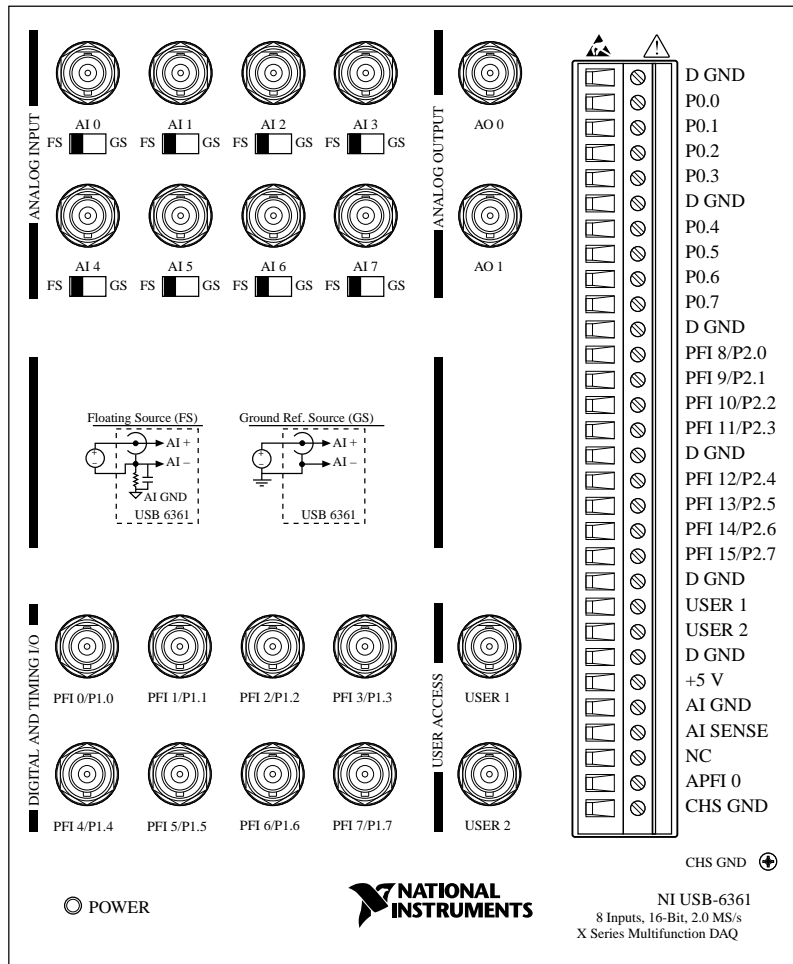 ANALOG INPUT
AI 0 AI 1 AI 2 AI 3
FS GS FS GS FS GS FS GS
AI 4 AI 5 AI 6 AI 7
FS GS FS GS FS GS FS GS
ANALOG OUTPUT
AO 0
AO 1
Floating Source (FS)
+
–
AI +
AI –
AI GND
USB 6361
Ground Ref. Source (GS)
+
–
AI +
AI –
USB 6361
DIGITAL AND TIMING I/O
PFI 0/P1.0 PFI 1/P1.1 PFI 2/P1.2 PFI 3/P1.3
PFI 4/P1.4 PFI 5/P1.5 PFI 6/P1.6 PFI 7/P1.7
USER ACCESS
USER 1
USER 2
D GND
P0.0
P0.1
P0.2
P0.3
D GND
P0.4
P0.5
P0.6
P0.7
D GND
PFI 8/P2.0
PFI 9/P2.1
PFI 10/P2.2
PFI 11/P2.3
D GND
PFI 12/P2.4
PFI 13/P2.5
PFI 14/P2.6
PFI 15/P2.7
D GND
USER 1
USER 2
D GND
+5 V
AI GND
AI SENSE
NC
APFI 0
CHS GND
CHS GND
POWER
NATIONAL
INSTRUMENTS
NI USB-6361
8 Inputs, 16-Bit, 2.0 MS/s
X Series Multifunction DAQ